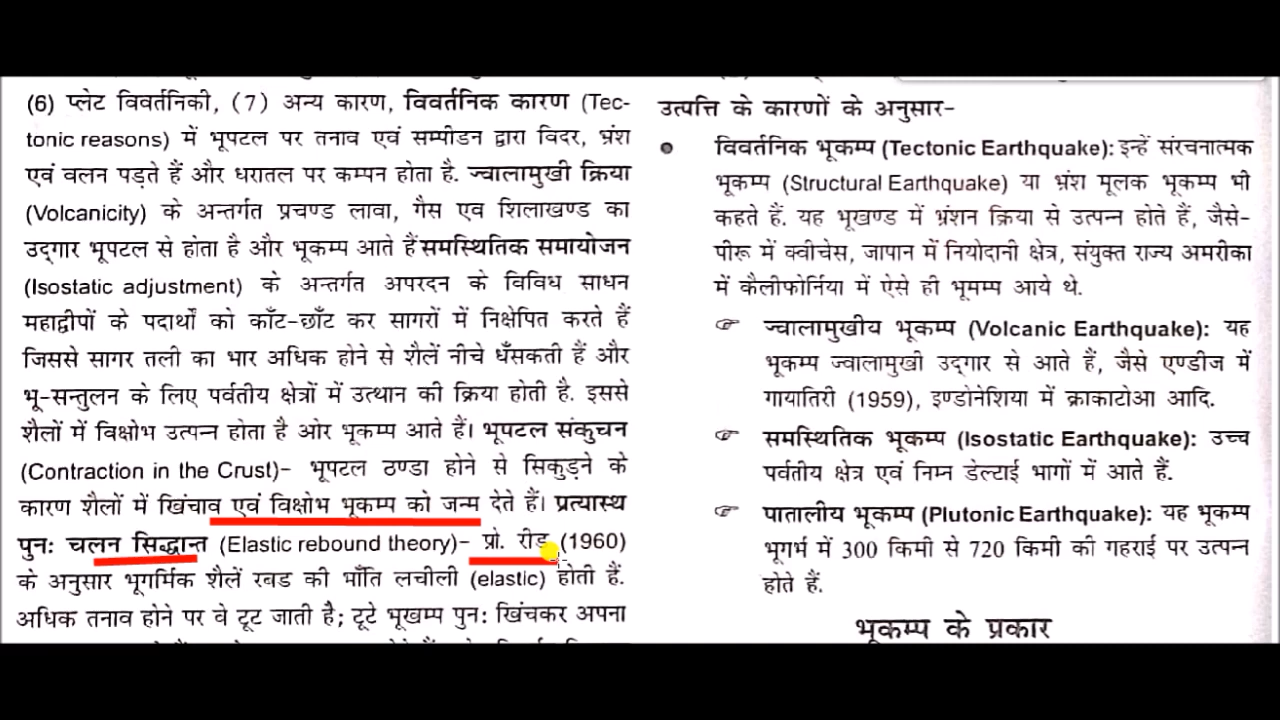 (6) प्लेट विवर्तनिकी, (7) अन्य कारण, विवर्तनिक कारण (Tec-
tonic reasons) में भूपटल पर तनाव एवं सम्पीडन द्वारा विदर, भ्रंश
एवं वलन पड़ते हैं और धरातल पर कम्पन होता है. ज्वालामुखी क्रिया
(Volcanicity) के अन्तर्गत प्रचण्ड लावा, गैस एव शिलाखण्ड का
उद्गार भूपटल से होता है और भूकम्प आते हैं समस्थितिक समायोजन
(Isostatic adjustment) के अन्तर्गत अपरदन के विविध साधन
महाद्वीपों के पदार्थों को काँट-छाँट कर सागरों में निक्षेपित करते हैं
जिससे सागर तली का भार अधिक होने से शैलें नीचे धँसकती हैं और
भू-सन्तुलन के लिए पर्वतीय क्षेत्रों में उत्थान की क्रिया होती है. इससे
शैलों में विक्षोभ उत्पन्न होता है ओर भूकम्प आते हैं। भूपटल संकुचन
(Contraction in the Crust)- भूपटल ठण्डा होने से सिकुड़ने के
कारण शैलों में खिंचाव एवं विक्षोभ भूकम्प को जन्म देते हैं। प्रत्यास्थ
पुनः चलन सिद्धान्त (Elastic rebound theory)- प्रो. रीड (1960)
के अनुसार भूगर्मिक शैलें रबड की भाँति लचीली (elastic) होती हैं.
अधिक तनाव होने पर वे टूट जाती है; टूटे भूखम्प पुनः खिंचकर अपना
उत्पत्ति के कारणों के अनुसार-
● विवर्तनिक भूकम्प (Tectonic Earthquake): इन्हें संरचनात्मक
भूकम्प (Structural Earthquake) या भ्रंश मूलक भूकम्प भी
कहते हैं. यह भूखण्ड में भ्रंशन क्रिया से उत्पन्न होते हैं, जैसे-
पीरू में क्वीचेस, जापान में नियोदानी क्षेत्र, संयुक्त राज्य अमरीका
में कैलीफोर्निया में ऐसे ही भूमम्प आये थे.
☞ ज्वालामुखीय भूकम्प (Volcanic Earthquake): यह
भूकम्प ज्वालामुखी उद्गार से आते हैं, जैसे एण्डीज में
गायातिरी (1959), इण्डोनेशिया में क्राकाटोआ आदि.
☞ समस्थितिक भूकम्प (Isostatic Earthquake): उच्च
पर्वतीय क्षेत्र एवं निम्न डेल्टाई भागों में आते हैं.
☞ पातालीय भूकम्प (Plutonic Earthquake): यह भूकम्प
भूगर्भ में 300 किमी से 720 किमी की गहराई पर उत्पन्न
होते हैं.
भूकम्प के प्रकार